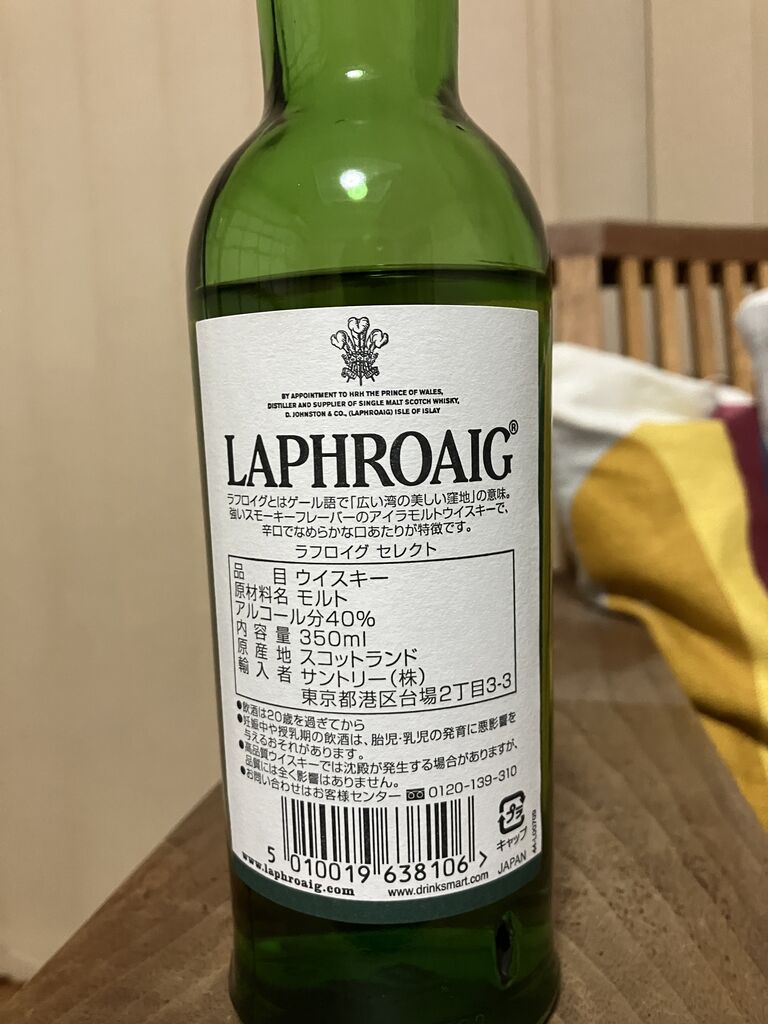 BY APPOINTMENT TO HRH THE PRINCE OF WALES,
DISTILLER AND SUPPLIER OF SINGLE MALT SCOTCH WHISKY,
D. JOHNSTON & CO., (LAPHROAIG) ISLE OF ISLAY
LAPHROAIG®
ラフロイグとはゲール語で「広い湾の美しい窪地」の意味。
強いスモーキーフレーバーのアイラモルトウイスキーで、
辛口でなめらかな口あたりが特徴です。
ラフロイグ セレクト
品目 ウイスキー
原材料名 モルト
アルコール分40%
内容量 350ml
原産地 スコットランド
輸入者 サントリー(株)
東京都港区台場2丁目3-3
●飲酒は20歳を過ぎてから
●妊娠中や授乳期の飲酒は、胎児・乳児の発育に悪影響を
与えるおそれがあります。
●高品質ウイスキーでは沈殿が発生する場合がありますが、
品質には全く影響はありません。
●お問い合わせはお客様センター 0120-139-310
5 010019 638106 >
プラ
キャップ
JAPAN
www.laphroaig.com
www.drinksmart.com